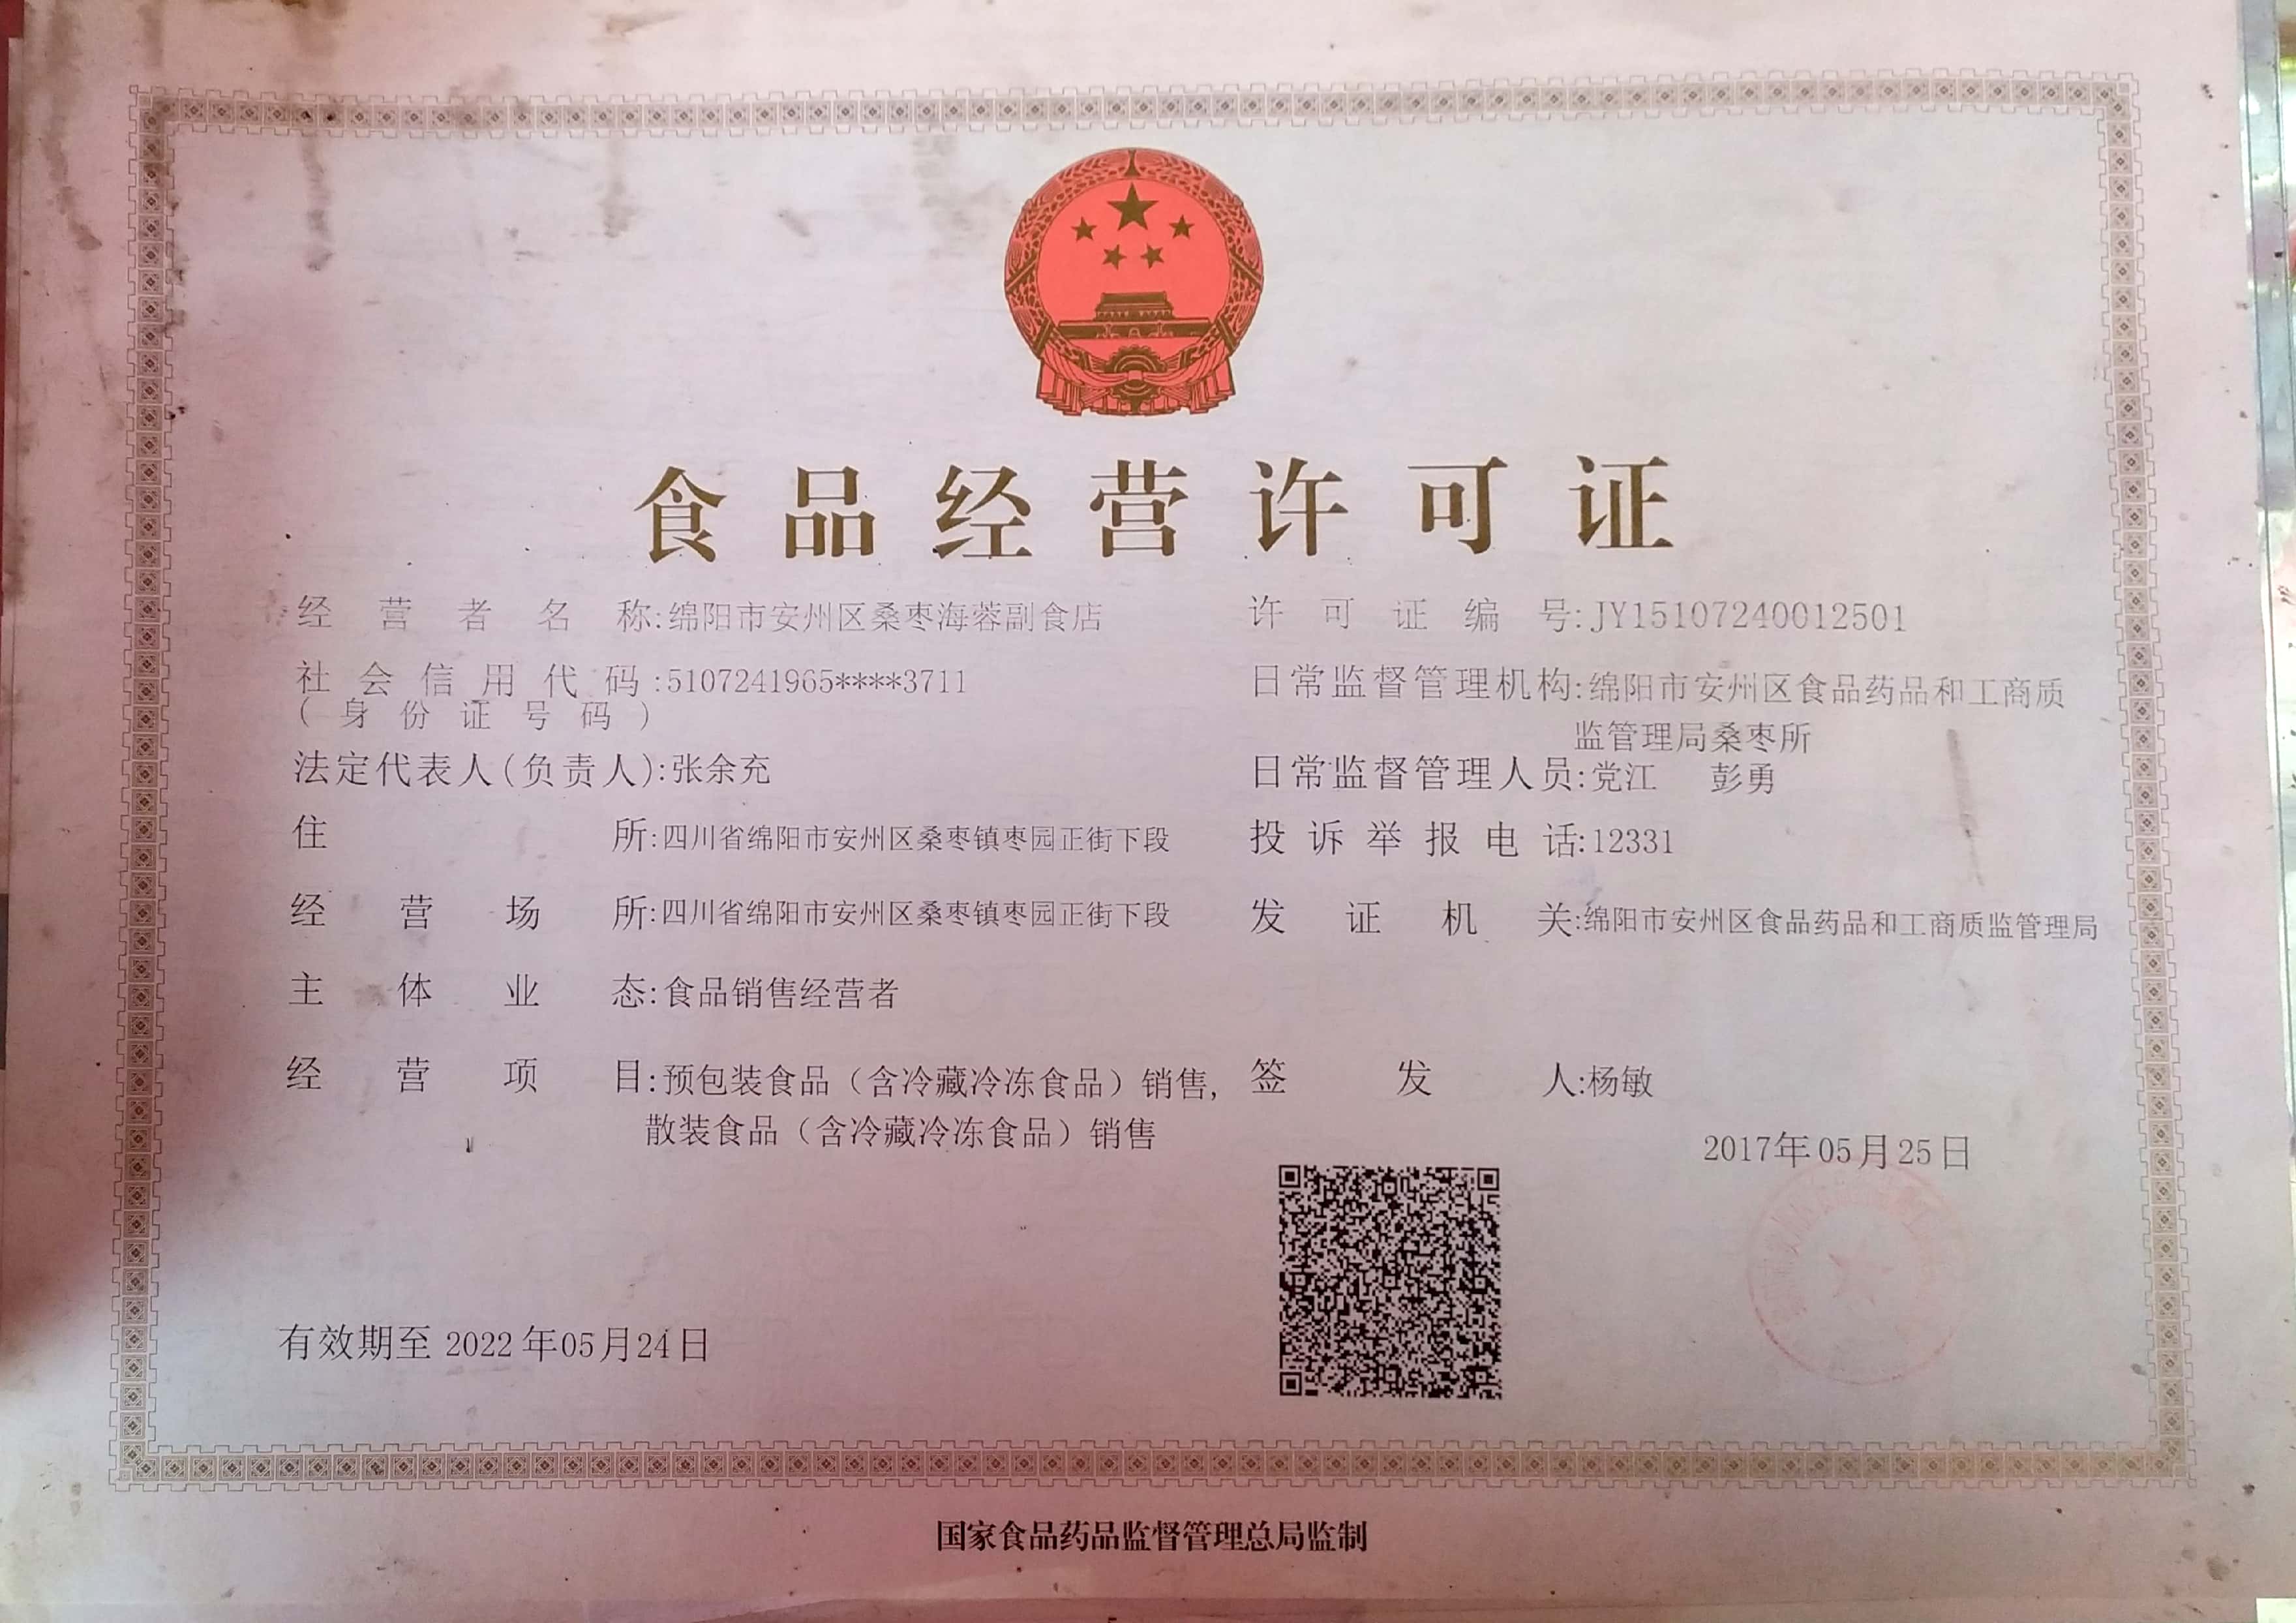 食品经营许可证
经营者名称:绵阳市安州区桑枣海蓉副食店
许可证编号:JY15107240012501
社会信用代码:5107241965****3711
(身份证号码)
日常监督管理机构:绵阳市安州区食品药品和工商质
监管理局桑枣所
法定代表人(负责人):张余充
日常监督管理人员:党江 彭勇
住所:四川省绵阳市安州区桑枣镇枣园正街下段
投诉举报电话:12331
经营场所:四川省绵阳市安州区桑枣镇枣园正街下段
发证机关:绵阳市安州区食品药品和工商质监管理局
主体业态:食品销售经营者
经营项目:预包装食品（含冷藏冷冻食品）销售,
散装食品（含冷藏冷冻食品）销售
签发人:杨敏
2017年05月25日
有效期至 2022年05月24日
国家食品药品监督管理总局监制